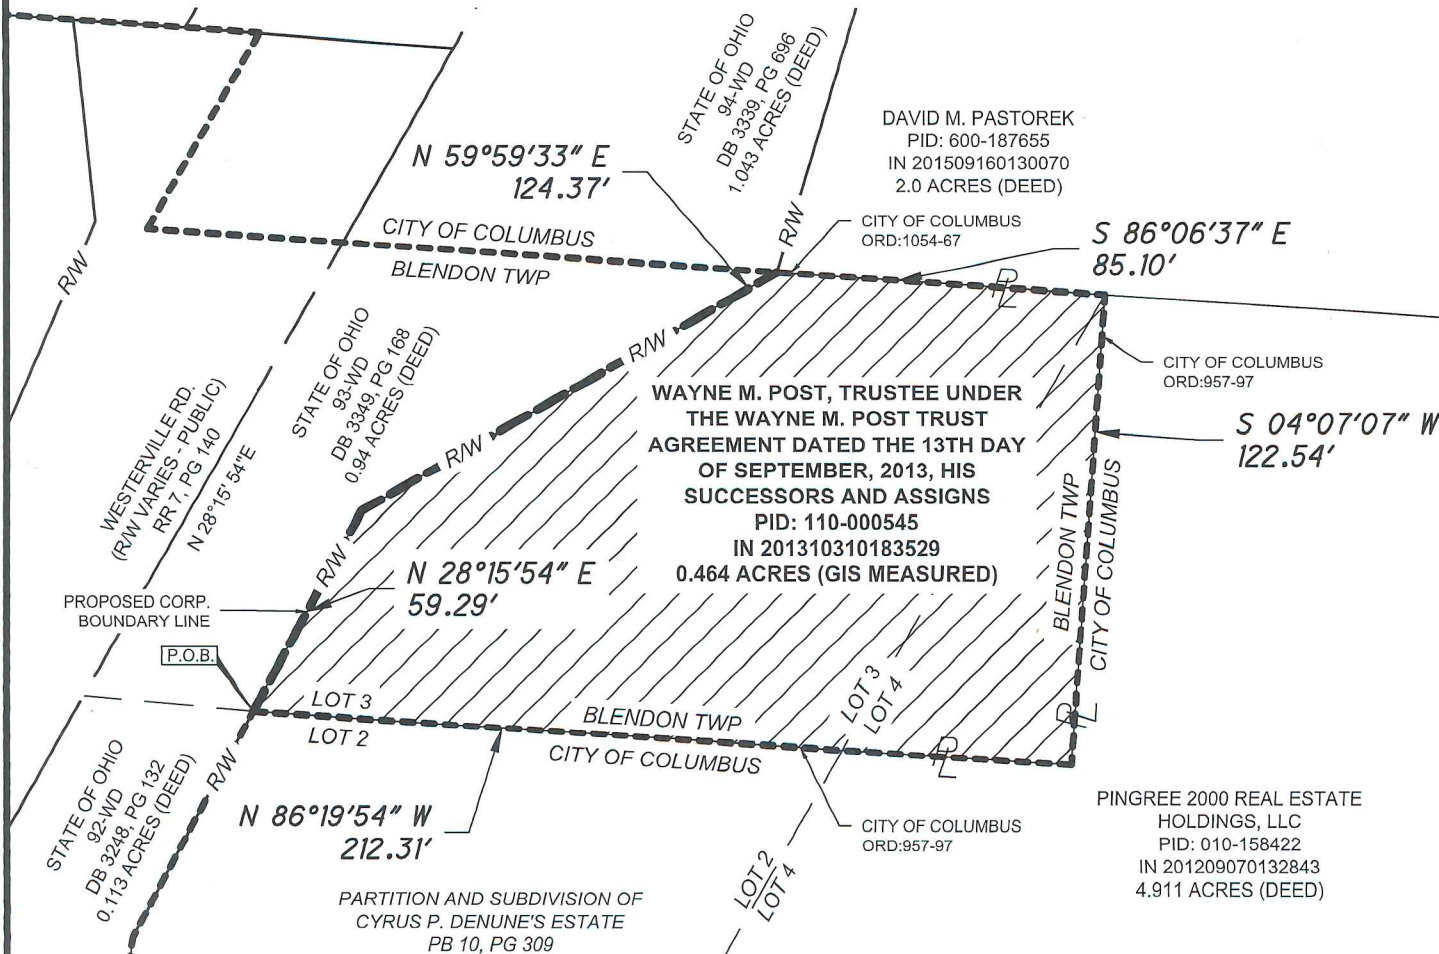 STATE OF OHIO
94-WD
DB 3339, PG 696
1.043 ACRES (DEED)
DAVID M. PASTOREK
PID: 600-187655
IN 201509160130070
2.0 ACRES (DEED)
N 59°59'33" E
124.37'
R/W
CITY OF COLUMBUS
ORD:1054-67
S 86°06'37" E
85.10'
CITY OF COLUMBUS
BLENDON TWP
R/W
PL
STATE OF OHIO
93-WD
DB 3349, PG 168
0.94 ACRES (DEED)
R/W
CITY OF COLUMBUS
ORD:957-97
WAYNE M. POST, TRUSTEE UNDER
THE WAYNE M. POST TRUST
AGREEMENT DATED THE 13TH DAY
OF SEPTEMBER, 2013, HIS
SUCCESSORS AND ASSIGNS
PID: 110-000545
IN 201310310183529
0.464 ACRES (GIS MEASURED)
S 04°07'07" W
122.54'
WESTERVILLE RD.
(R/W VARIES - PUBLIC)
RR 7, PG 140
N 28°15'54"E
R/W
R/W
BLENDON TWP
CITY OF COLUMBUS
N 28°15'54" E
59.29'
PROPOSED CORP.
BOUNDARY LINE
P.O.B.
LOT 3
LOT 2
BLENDON TWP
CITY OF COLUMBUS
LOT 3
LOT 4
PL
PL
STATE OF OHIO
92-WD
DB 3248, PG 132
0.113 ACRES (DEED)
R/W
N 86°19'54" W
212.31'
CITY OF COLUMBUS
ORD:957-97
PINGREE 2000 REAL ESTATE
HOLDINGS, LLC
PID: 010-158422
IN 201209070132843
4.911 ACRES (DEED)
LOT 2
LOT 4
PARTITION AND SUBDIVISION OF
CYRUS P. DENUNE'S ESTATE
PB 10, PG 309